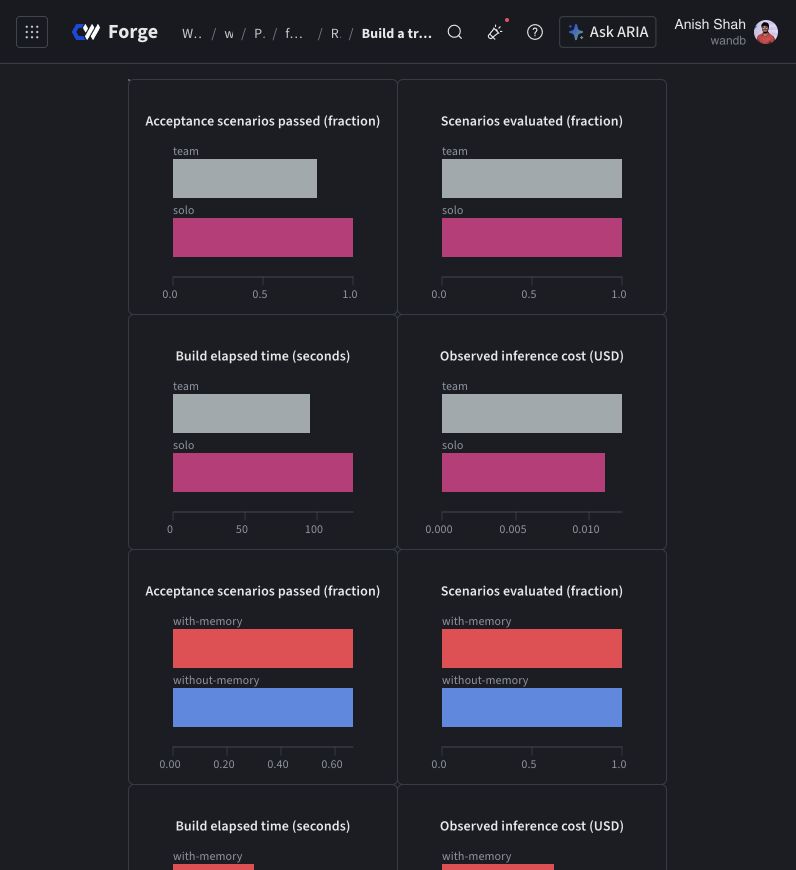 Forge W... / w / P. / f... / R. / Build a tr... Ask ARIA Anish Shah
wandb
Acceptance scenarios passed (fraction)
team
solo
0.0 0.5 1.0
Scenarios evaluated (fraction)
team
solo
0.0 0.5 1.0
Build elapsed time (seconds)
team
solo
0 50 100
Observed inference cost (USD)
team
solo
0.000 0.005 0.010
Acceptance scenarios passed (fraction)
with-memory
without-memory
0.00 0.20 0.40 0.60
Scenarios evaluated (fraction)
with-memory
without-memory
0.0 0.5 1.0
Build elapsed time (seconds)
with-memory
Observed inference cost (USD)
with-memory